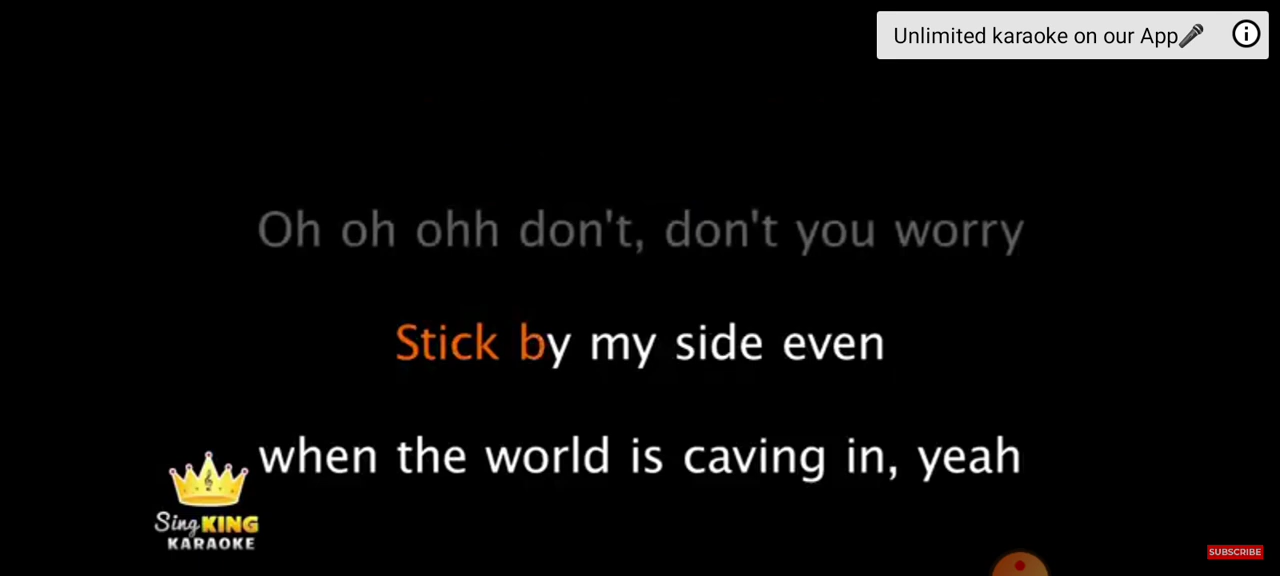 Unlimited karaoke on our App🎤
Oh oh ohh don't, don't you worry
Stick by my side even
when the world is caving in, yeah
Sing KING
KARAOKE
SUBSCRIBE